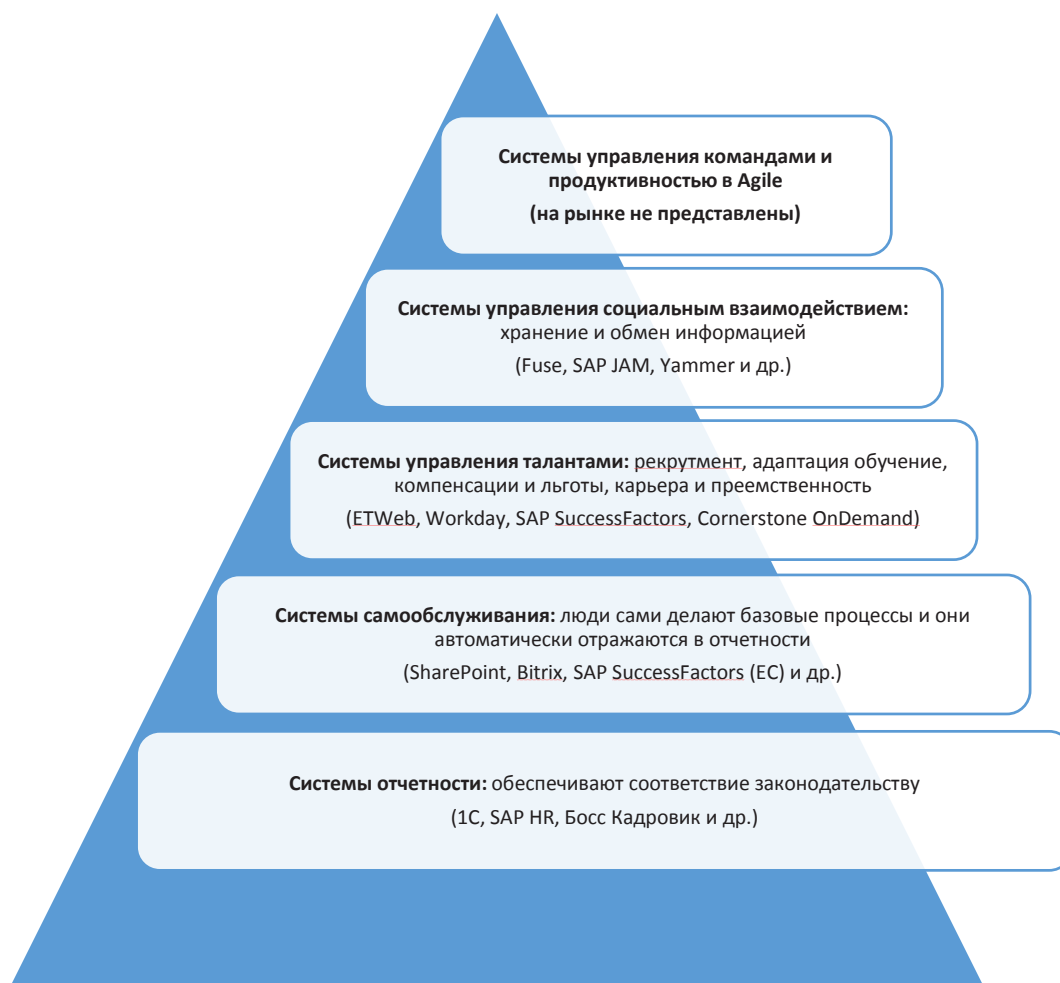 Системы управления командами и
продуктивностью в Agile
(на рынке не представлены)
Системы управления социальным взаимодействием:
хранение и обмен информацией
(Fuse, SAP JAM, Yammer и др.)
Системы управления талантами: рекрутмент, адаптация обучение,
компенсации и льготы, карьера и преемственность
(ETWeb, Workday, SAP SuccessFactors, Cornerstone OnDemand)
Системы самообслуживания: люди сами делают базовые процессы и они
автоматически отражаются в отчетности
(SharePoint, Bitrix, SAP SuccessFactors (EC) и др.)
Системы отчетности: обеспечивают соответствие законодательству
(1C, SAP HR, Босс Кадровик и др.)